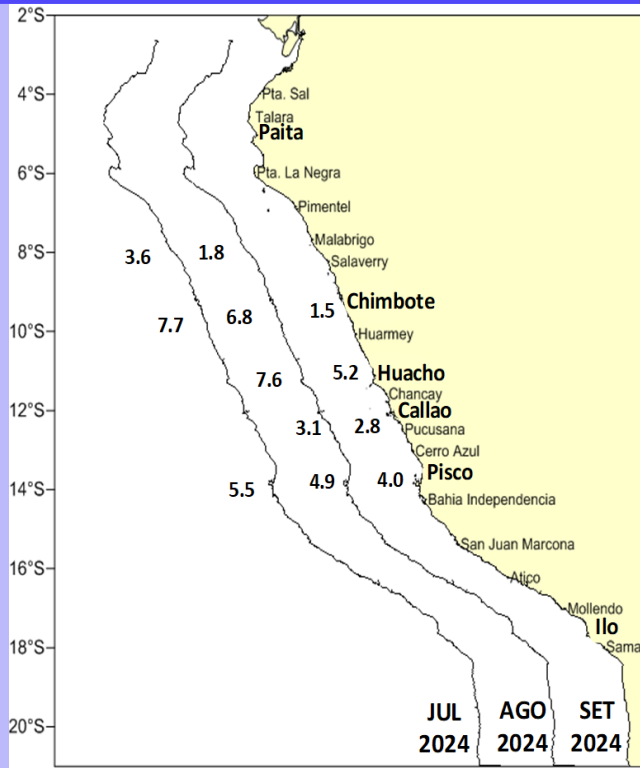 2°S
4°S
Pta. Sal
Talara
Paita
6°S
Pta. La Negra
Pimentel
Malabrigo
8°S
3.6
1.8
Salaverry
1.5
Chimbote
7.7
6.8
10°S
Huarmey
7.6
5.2
Huacho
Chancay
12°S
Callao
3.1
2.8
Pucusana
Cerro Azul
5.5
4.9
4.0
Pisco
14°S
Bahia Independencia
San Juan Marcona
16°S
Atico
Mollendo
Ilo
18°S
Sama
JUL
2024
AGO
2024
SET
2024
20°S